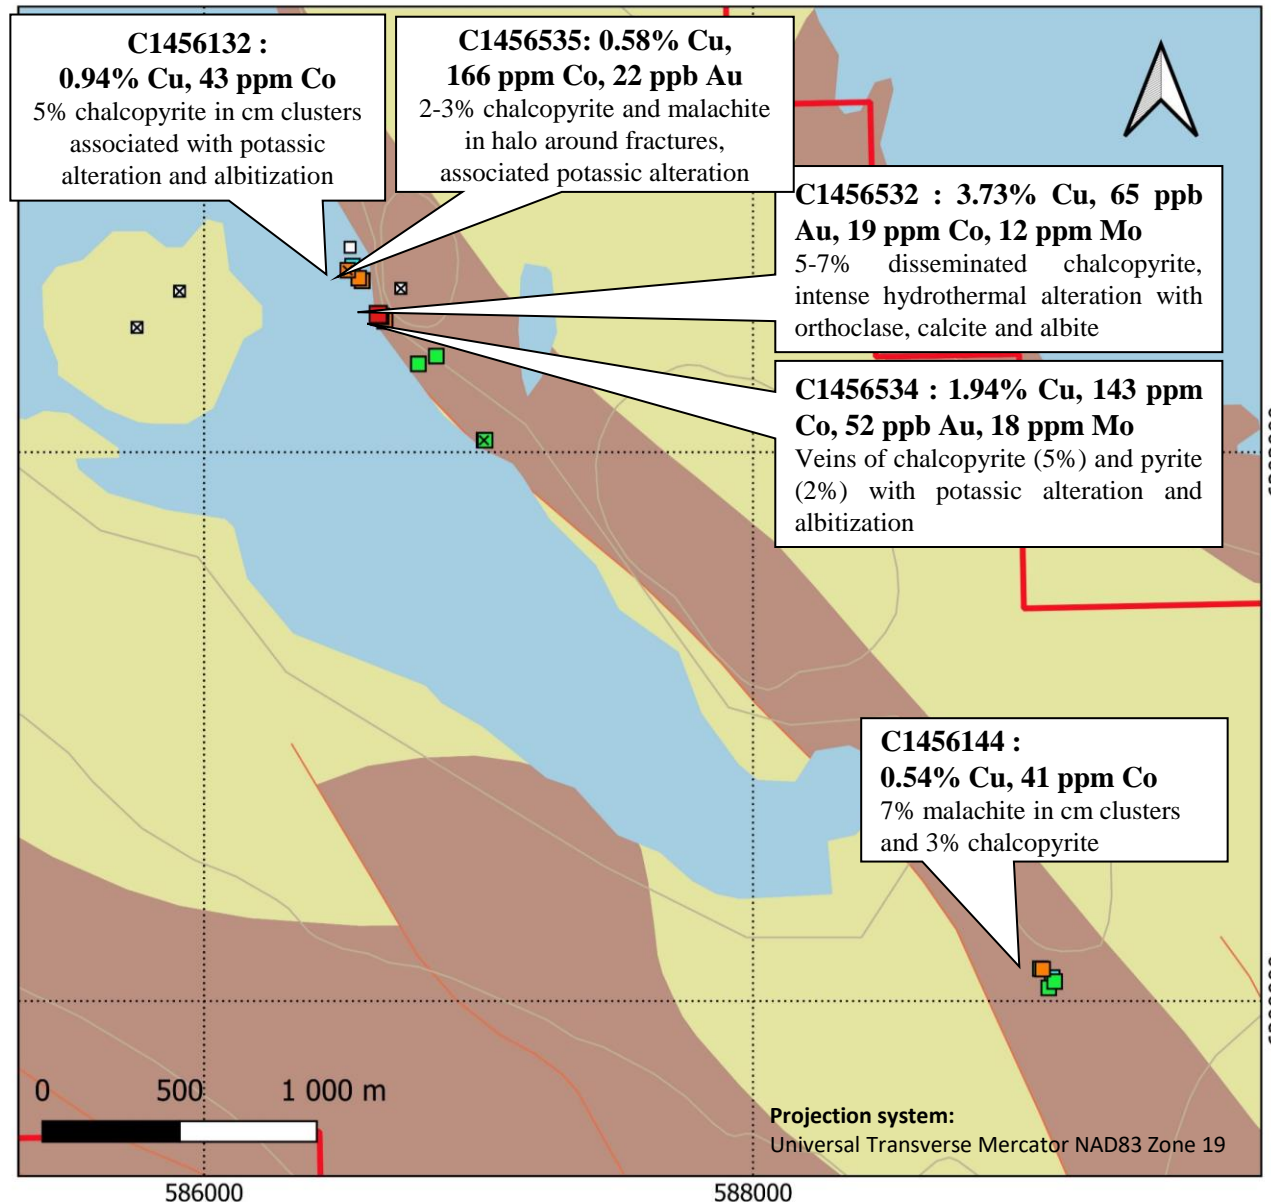 C1456132 :
0.94% Cu, 43 ppm Co
5% chalcopyrite in cm clusters
associated with potassic
alteration and albitization
C1456535: 0.58% Cu,
166 ppm Co, 22 ppb Au
2-3% chalcopyrite and malachite
in halo around fractures,
associated potassic alteration
C1456532 : 3.73% Cu, 65 ppb
Au, 19 ppm Co, 12 ppm Mo
5-7% disseminated chalcopyrite,
intense hydrothermal alteration with
orthoclase, calcite and albite
C1456534 : 1.94% Cu, 143 ppm
Co, 52 ppb Au, 18 ppm Mo
Veins of chalcopyrite (5%) and pyrite
(2%) with potassic alteration and
albitization
C1456144 :
0.54% Cu, 41 ppm Co
7% malachite in cm clusters
and 3% chalcopyrite
0 500 1 000 m
Projection system:
Universal Transverse Mercator NAD83 Zone 19
586000 588000